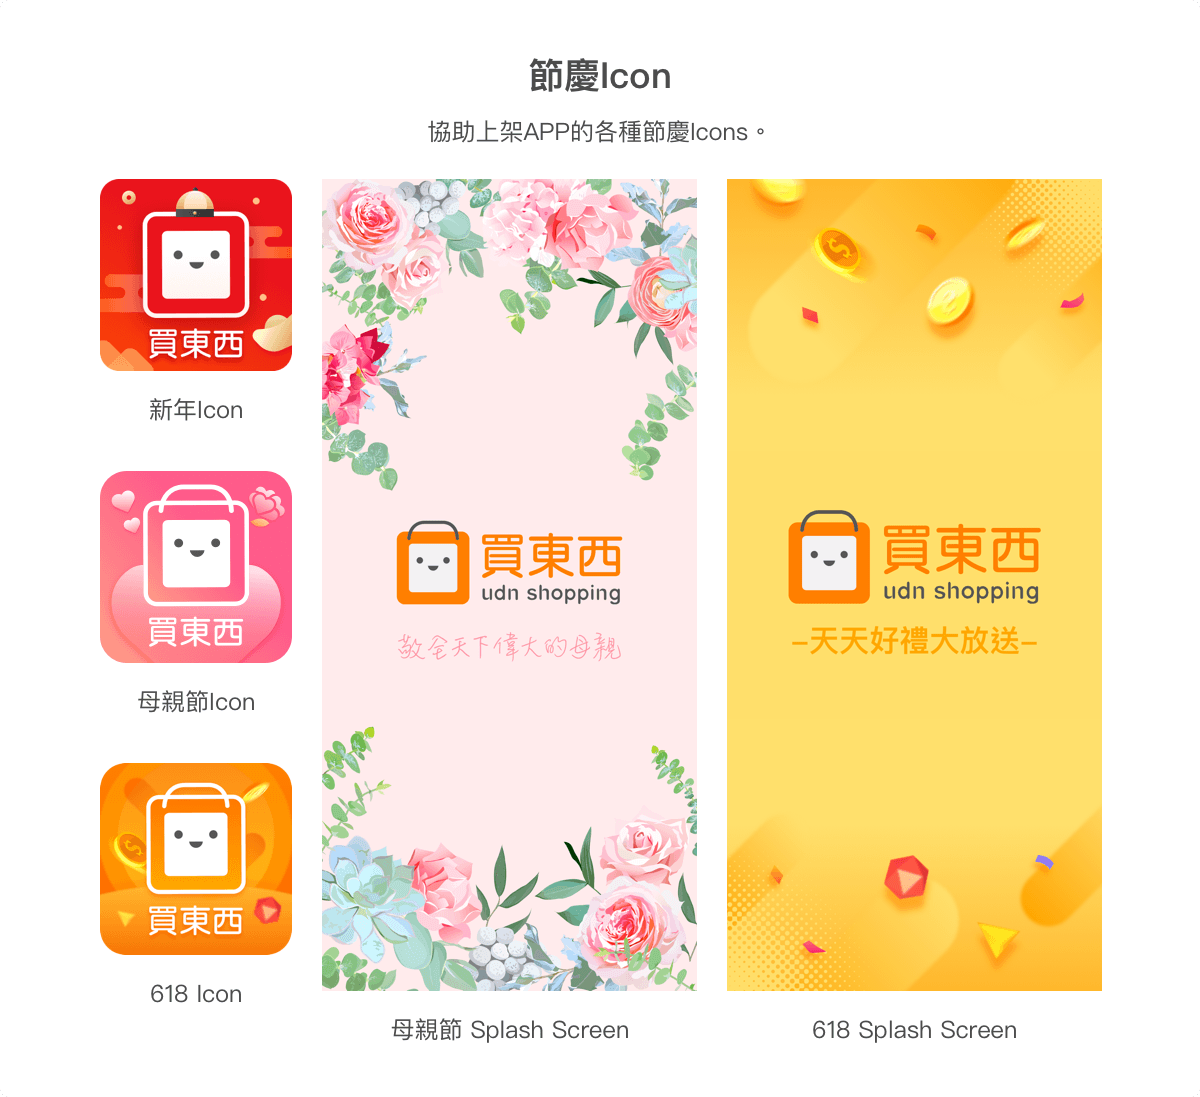 節慶Icon
協助上架APP的各種節慶Icons。
買東西
新年Icon
買東西
母親節Icon
買東西
618 Icon
買東西
udn shopping
敬全天下偉大的母親
母親節 Splash Screen
買東西
udn shopping
–天天好禮大放送–
618 Splash Screen